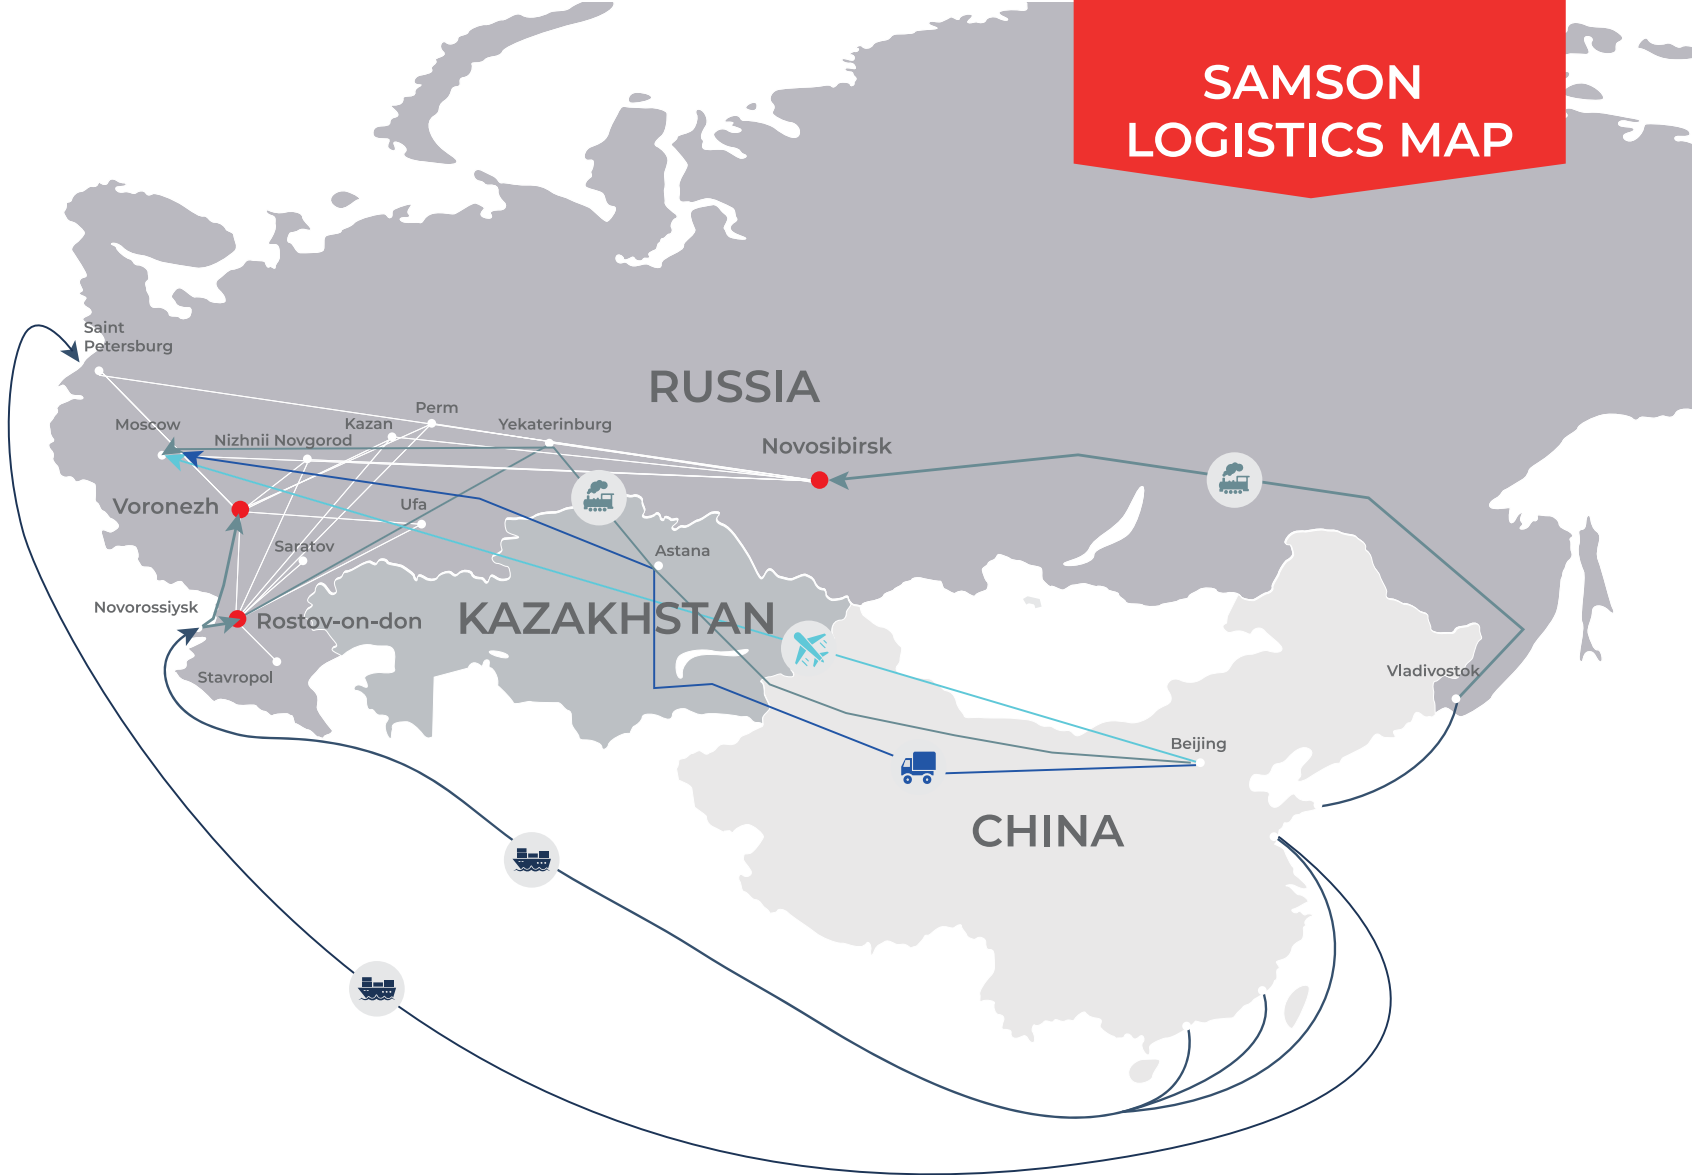 SAMSON
LOGISTICS MAP
Saint
Petersburg
RUSSIA
Perm
Moscow
Kazan
Yekaterinburg
Nizhnii Novgorod
Novosibirsk
Voronezh
Ufa
Saratov
Astana
Novorossiysk
Rostov-on-don
KAZAKHSTAN
Stavropol
Vladivostok
Beijing
CHINA